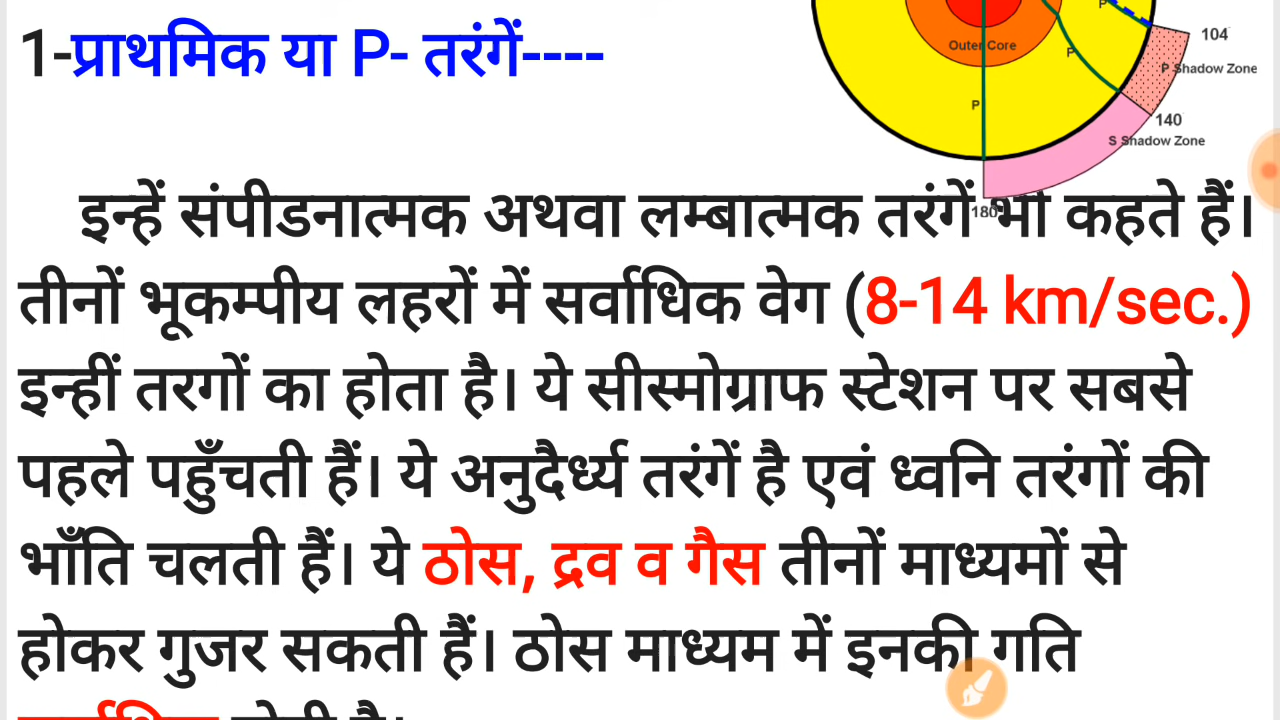 1-प्राथमिक या P- तरंगें----
P
Outer Core
P
104
P Shadow Zone
P
140
S Shadow Zone
180
इन्हें संपीडनात्मक अथवा लम्बात्मक तरंगें भी कहते हैं।
तीनों भूकम्पीय लहरों में सर्वाधिक वेग (8-14 km/sec.)
इन्हीं तरगों का होता है। ये सीस्मोग्राफ स्टेशन पर सबसे
पहले पहुँचती हैं। ये अनुदैर्ध्य तरंगें है एवं ध्वनि तरंगों की
भाँति चलती हैं। ये ठोस, द्रव व गैस तीनों माध्यमों से
होकर गुजर सकती हैं। ठोस माध्यम में इनकी गति
होती है।